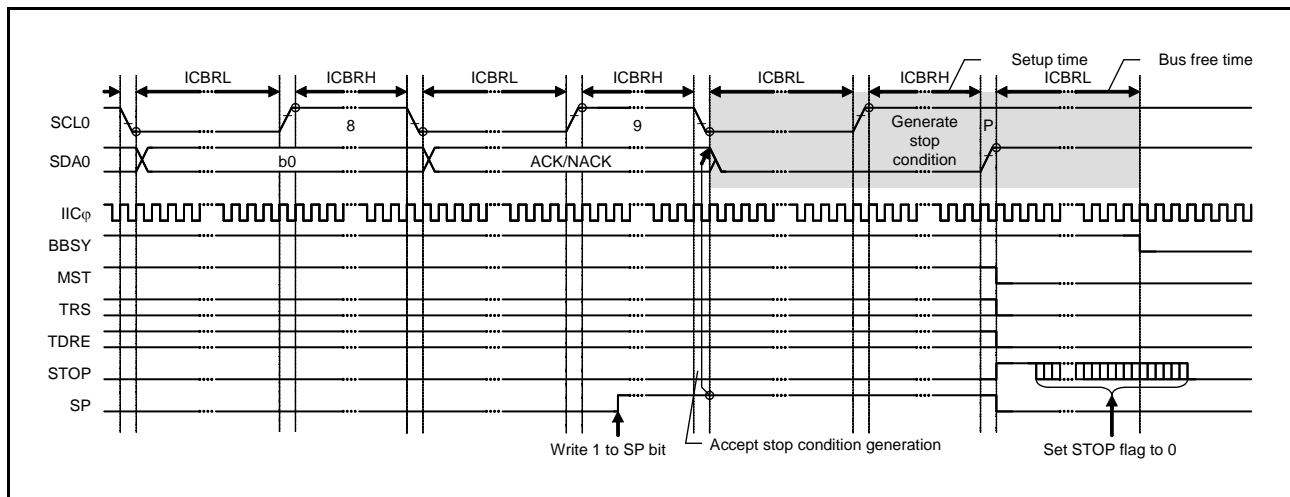 Setup time
Bus free time
ICBRL ICBRH ICBRL ICBRH ICBRL ICBRH ICBRL
SCL0 8 9 Generate stop condition P
SDA0 b0 ACK/NACK
IICφ
BBSY
MST
TRS
TDRE
STOP
SP
Write 1 to SP bit
Accept stop condition generation
Set STOP flag to 0